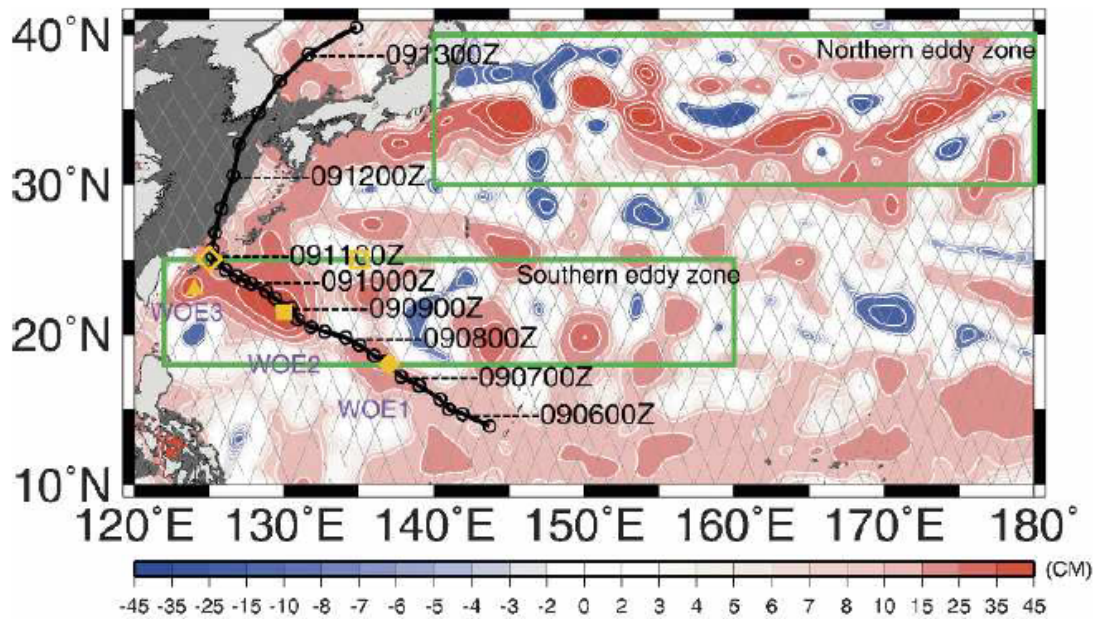 40°N
Northern eddy zone
091300Z
30°N
091200Z
091100Z
Southern eddy zone
091000Z
WOE3
090900Z
20°N
090800Z
WOE2
090700Z
WOE1
090600Z
10°N
120°E 130°E 140°E 150°E 160°E 170°E 180°
(CM)
-45 -35 -25 -15 -10 -8 -7 -6 -5 -4 -3 -2 0 2 3 4 5 6 7 8 10 15 25 35 45